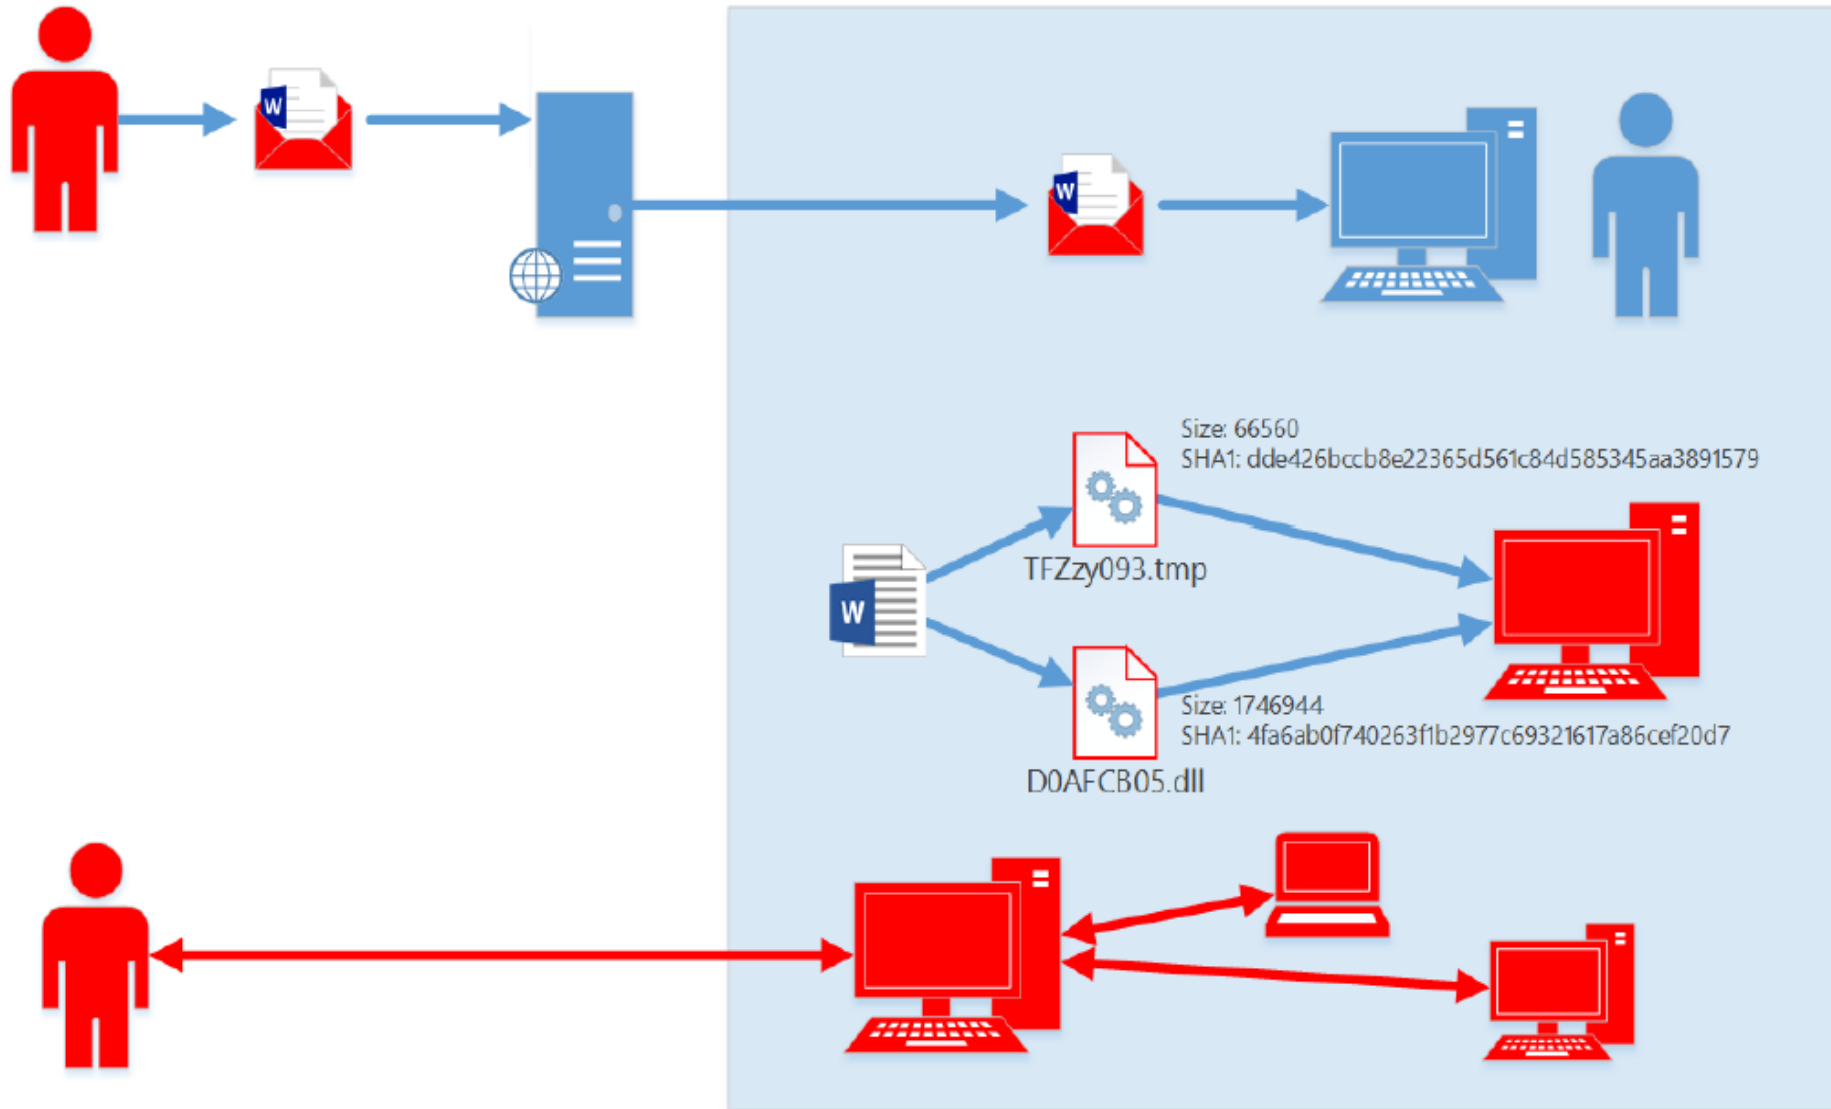 W
W
Size: 66560
SHA1: dde426bccb8e22365d561c84d585345aa3891579
TFZzy093.tmp
W
Size: 1746944
SHA1: 4fa6ab0f740263f1b2977c69321617a86cef20d7
D0AFCB05.dll